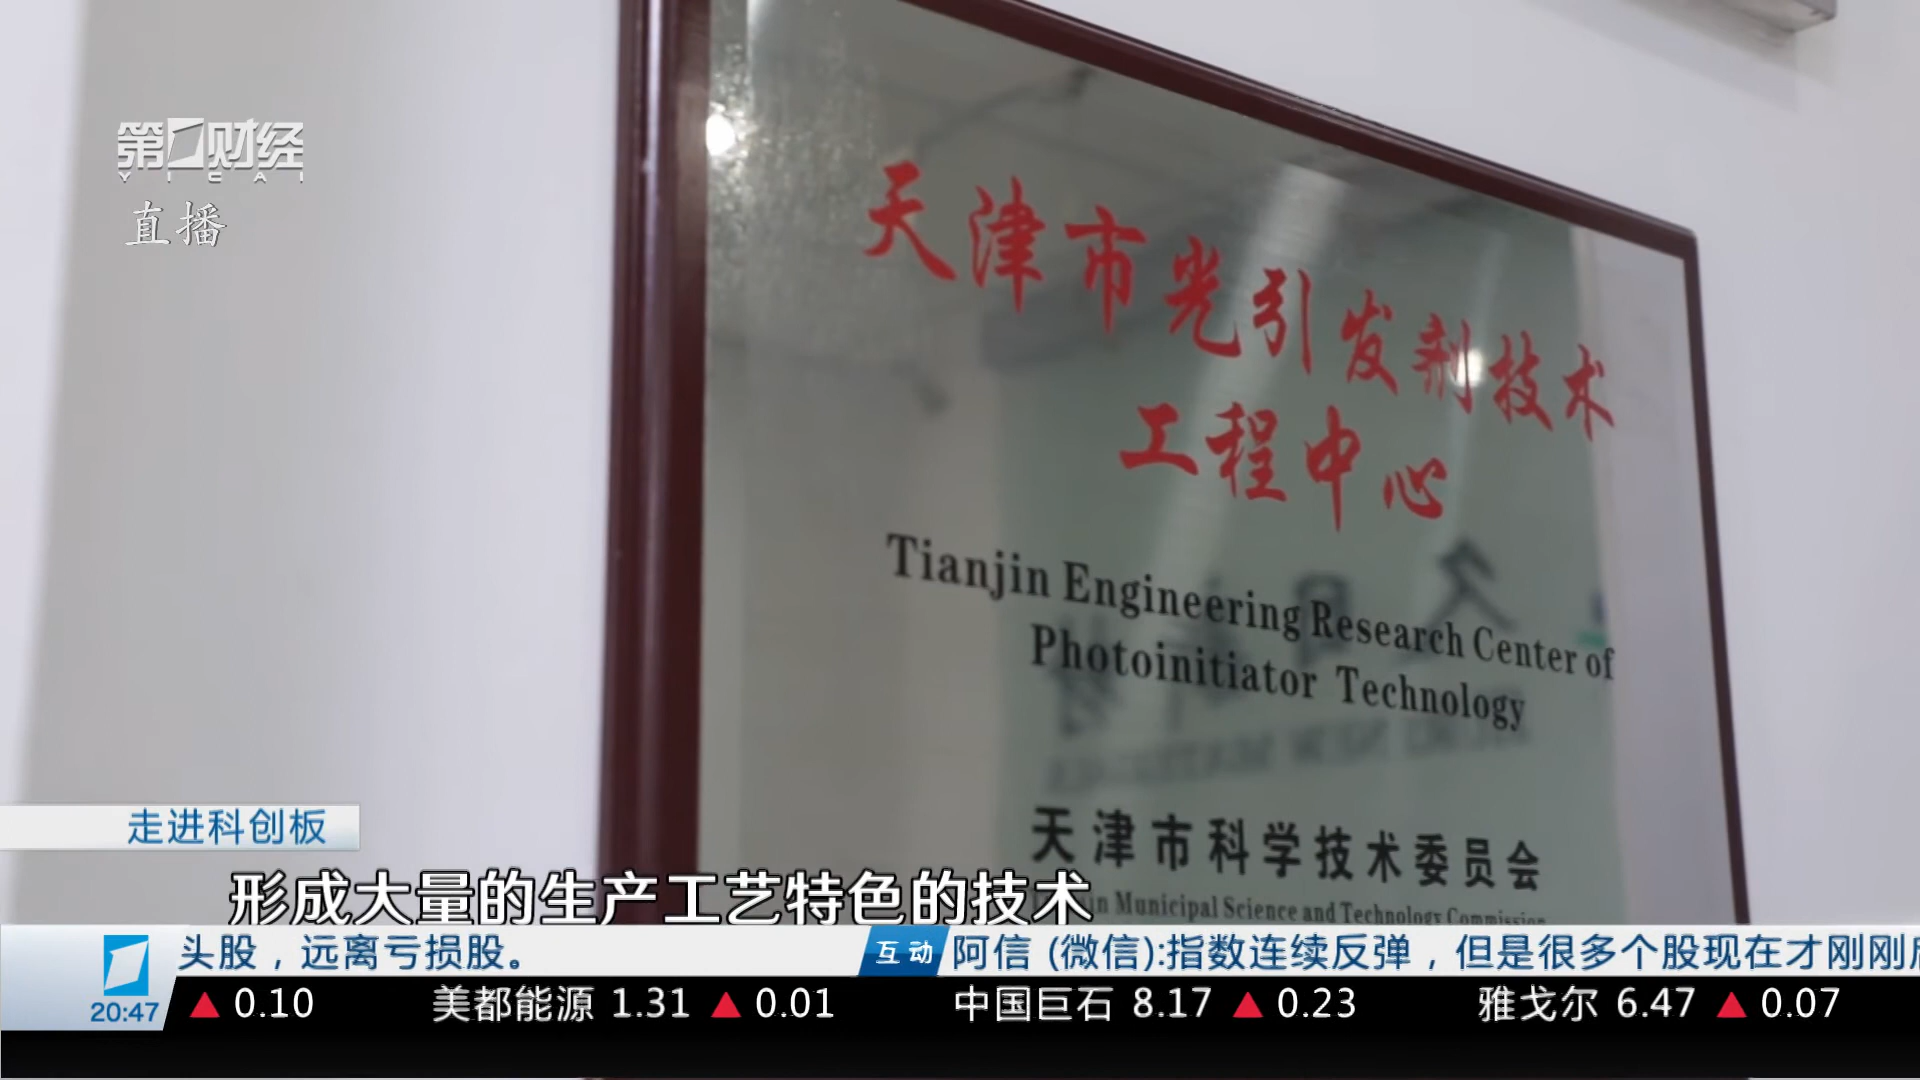 第一财经
YICAI
直播
天津市光引发剂技术
工程中心
Tianjin Engineering Research Center of
Photoinitiator Technology
天津市科学技术委员会
Municipal Science and Technology Commission
走进科创板
形成大量的生产工艺特色的技术
头股，远离亏损股。 互动 阿信 (微信):指数连续反弹，但是很多个股现在才刚刚
20:47 ▲ 0.10 美都能源 1.31 ▲ 0.01 中国巨石 8.17 ▲ 0.23 雅戈尔 6.47 ▲ 0.07